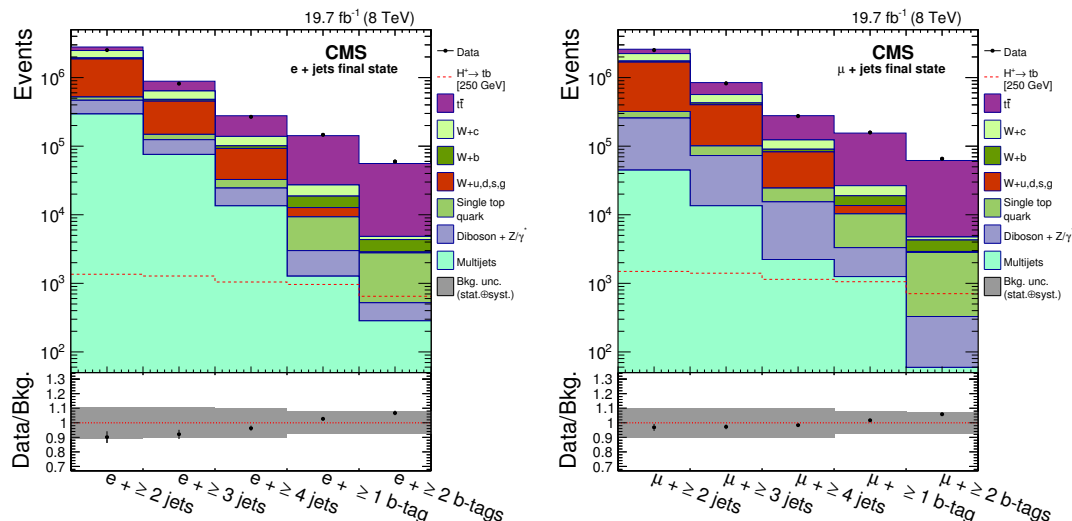 19.7 fb⁻¹ (8 TeV)
Events
CMS
e + jets final state
Data
H⁺→ tb
[250 GeV]
tt̄
W+c
W+b
W+u,d,s,g
Single top
quark
Diboson + Z/γ*
Multijets
Bkg. unc.
(stat.⊕syst.)
10⁶
10⁵
10⁴
10³
10²
Data/Bkg.
1.3
1.2
1.1
1
0.9
0.8
0.7
e + ≥ 2 jets
e + ≥ 3 jets
e + ≥ 4 jets
e + ≥ 1 b-tag
e + ≥ 2 b-tags
19.7 fb⁻¹ (8 TeV)
Events
CMS
μ + jets final state
Data
H⁺→ tb
[250 GeV]
tt̄
W+c
W+b
W+u,d,s,g
Single top
quark
Diboson + Z/γ*
Multijets
Bkg. unc.
(stat.⊕syst.)
10⁶
10⁵
10⁴
10³
10²
Data/Bkg.
1.3
1.2
1.1
1
0.9
0.8
0.7
μ + ≥ 2 jets
μ + ≥ 3 jets
μ + ≥ 4 jets
μ + ≥ 1 b-tag
μ + ≥ 2 b-tags